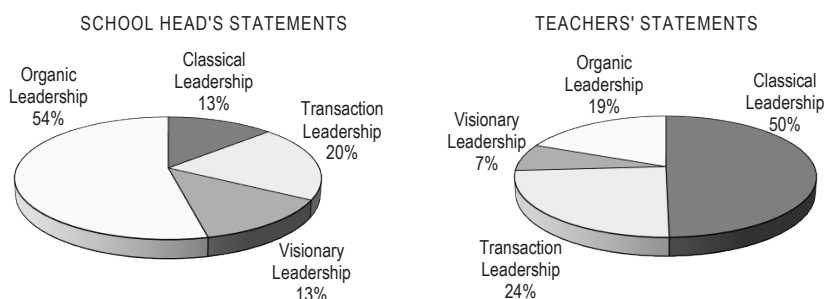 SCHOOL HEAD'S STATEMENTS
Classical
Leadership
13%
Organic
Leadership
54%
Transaction
Leadership
20%
Visionary
Leadership
13%
TEACHERS' STATEMENTS
Organic
Leadership
19%
Classical
Leadership
50%
Visionary
Leadership
7%
Transaction
Leadership
24%